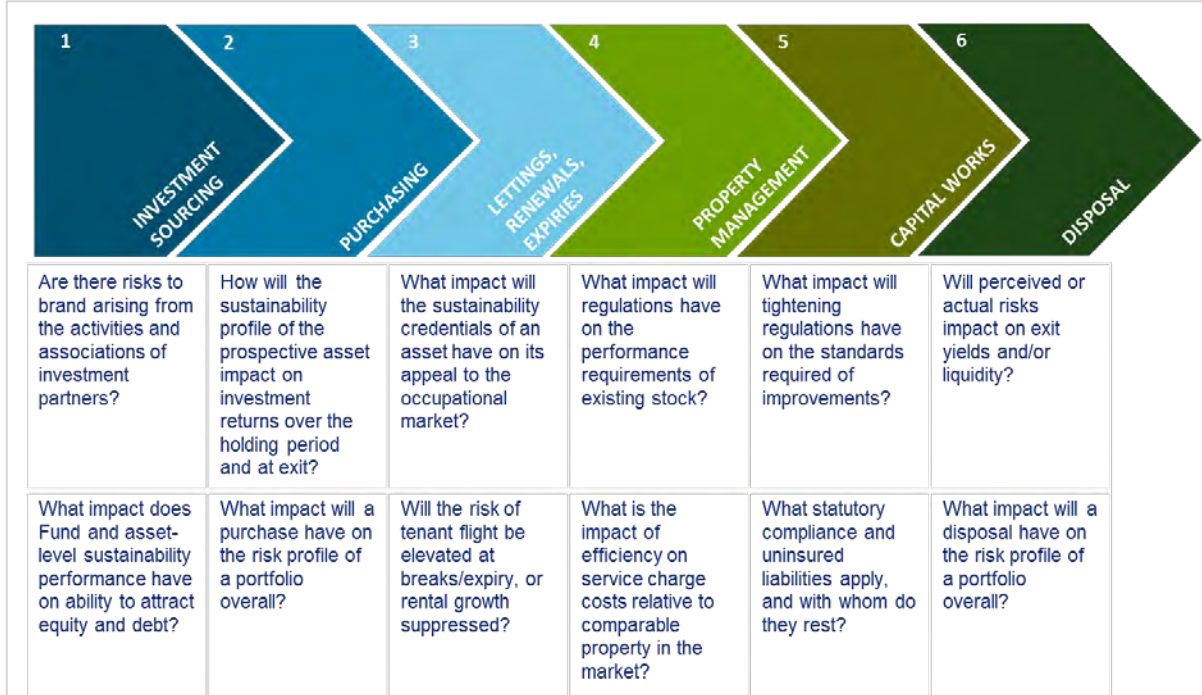 1
2
3
4
5
6
INVESTMENT
SOURCING
PURCHASING
LETTINGS,
RENEWALS,
EXPIRIES
PROPERTY
MANAGEMENT
CAPITAL WORKS
DISPOSAL
Are there risks to
brand arising from
the activities and
associations of
investment
partners?
How will the
sustainability
profile of the
prospective asset
impact on
investment
returns over the
holding period
and at exit?
What impact will
the sustainability
credentials of an
asset have on its
appeal to the
occupational
market?
What impact will
regulations have
on the
performance
requirements of
existing stock?
What impact will
tightening
regulations have
on the standards
required of
improvements?
Will perceived or
actual risks
impact on exit
yields and/or
liquidity?
What impact does
Fund and asset-
level sustainability
performance have
on ability to attract
equity and debt?
What impact will a
purchase have on
the risk profile of
a portfolio
overall?
Will the risk of
tenant flight be
elevated at
breaks/expiry, or
rental growth
suppressed?
What is the
impact of
efficiency on
service charge
costs relative to
comparable
property in the
market?
What statutory
compliance and
uninsured
liabilities apply,
and with whom do
they rest?
What impact will a
disposal have on
the risk profile of
a portfolio
overall?